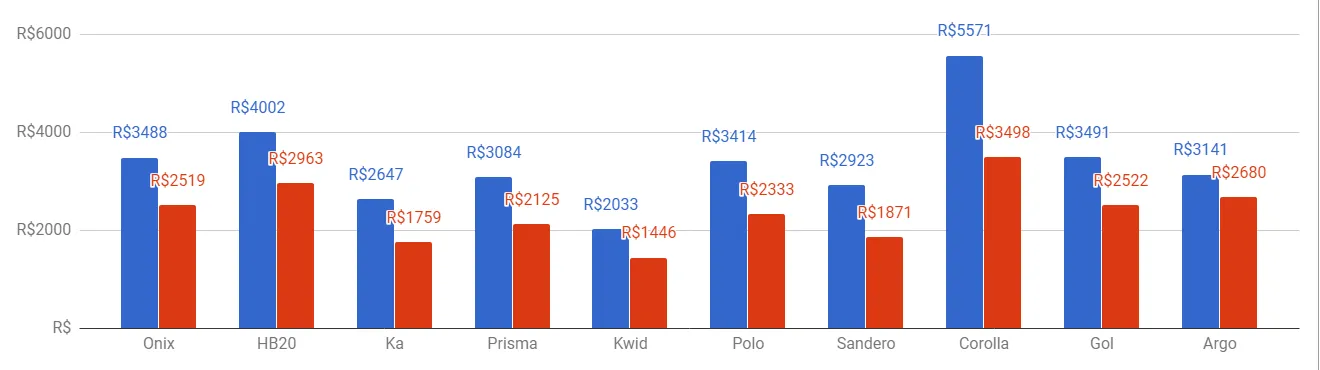 R$6000
R$4000
R$2000
R$
R$3488
R$2519
R$4002
R$2963
R$2647
R$1759
R$3084
R$2125
R$2033
R$1446
R$3414
R$2333
R$2923
R$1871
R$5571
R$3498
R$3491
R$2522
R$3141
R$2680
Onix
HB20
Ka
Prisma
Kwid
Polo
Sandero
Corolla
Gol
Argo